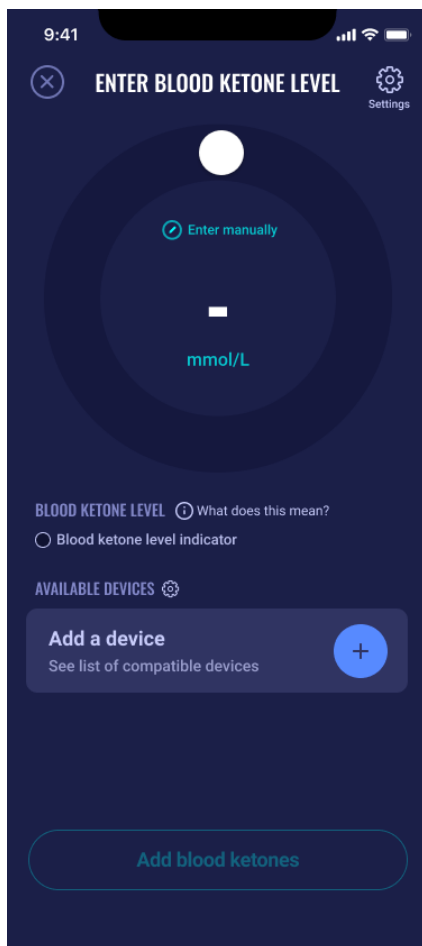 9:41
ENTER BLOOD KETONE LEVEL
Settings
Enter manually
-
mmol/L
BLOOD KETONE LEVEL What does this mean?
Blood ketone level indicator
AVAILABLE DEVICES
Add a device
See list of compatible devices
Add blood ketones